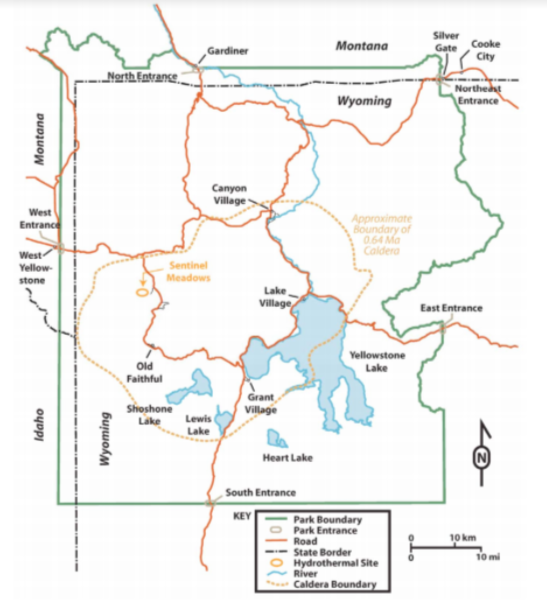 Montana
Silver
Gate
Cooke
City
Gardiner
North Entrance
Northeast
Entrance
Wyoming
Montana
Canyon
Village
West
Entrance
Approximate
Boundary of
0.64 Ma
Caldera
West
Yellow-
stone
Sentinel
Meadows
Lake
Village
East Entrance
Old
Faithful
Yellowstone
Lake
Grant
Village
Shoshone
Lake
Lewis
Lake
Idaho
Wyoming
Heart Lake
N
South Entrance
KEY
Park Boundary
Park Entrance
Road
State Border
Hydrothermal Site
River
Caldera Boundary
0 10 km
0 10 mi